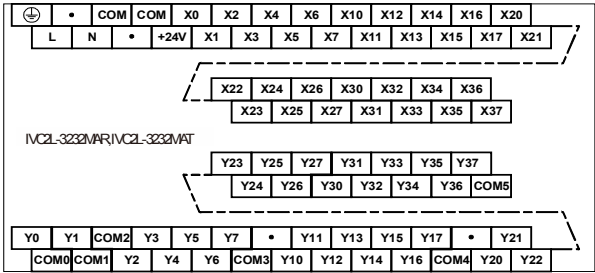 • COM COM X0 X2 X4 X6 X10 X12 X14 X16 X20
L N • +24V X1 X3 X5 X7 X11 X13 X15 X17 X21
X22 X24 X26 X30 X32 X34 X36
X23 X25 X27 X31 X33 X35 X37
IVC2L-3232MAR,IVC2L-3232MAT
Y23 Y25 Y27 Y31 Y33 Y35 Y37
Y24 Y26 Y30 Y32 Y34 Y36 COM5
Y0 Y1 COM2 Y3 Y5 Y7 • Y11 Y13 Y15 Y17 • Y21
COM0 COM1 Y2 Y4 Y6 COM3 Y10 Y12 Y14 Y16 COM4 Y20 Y22